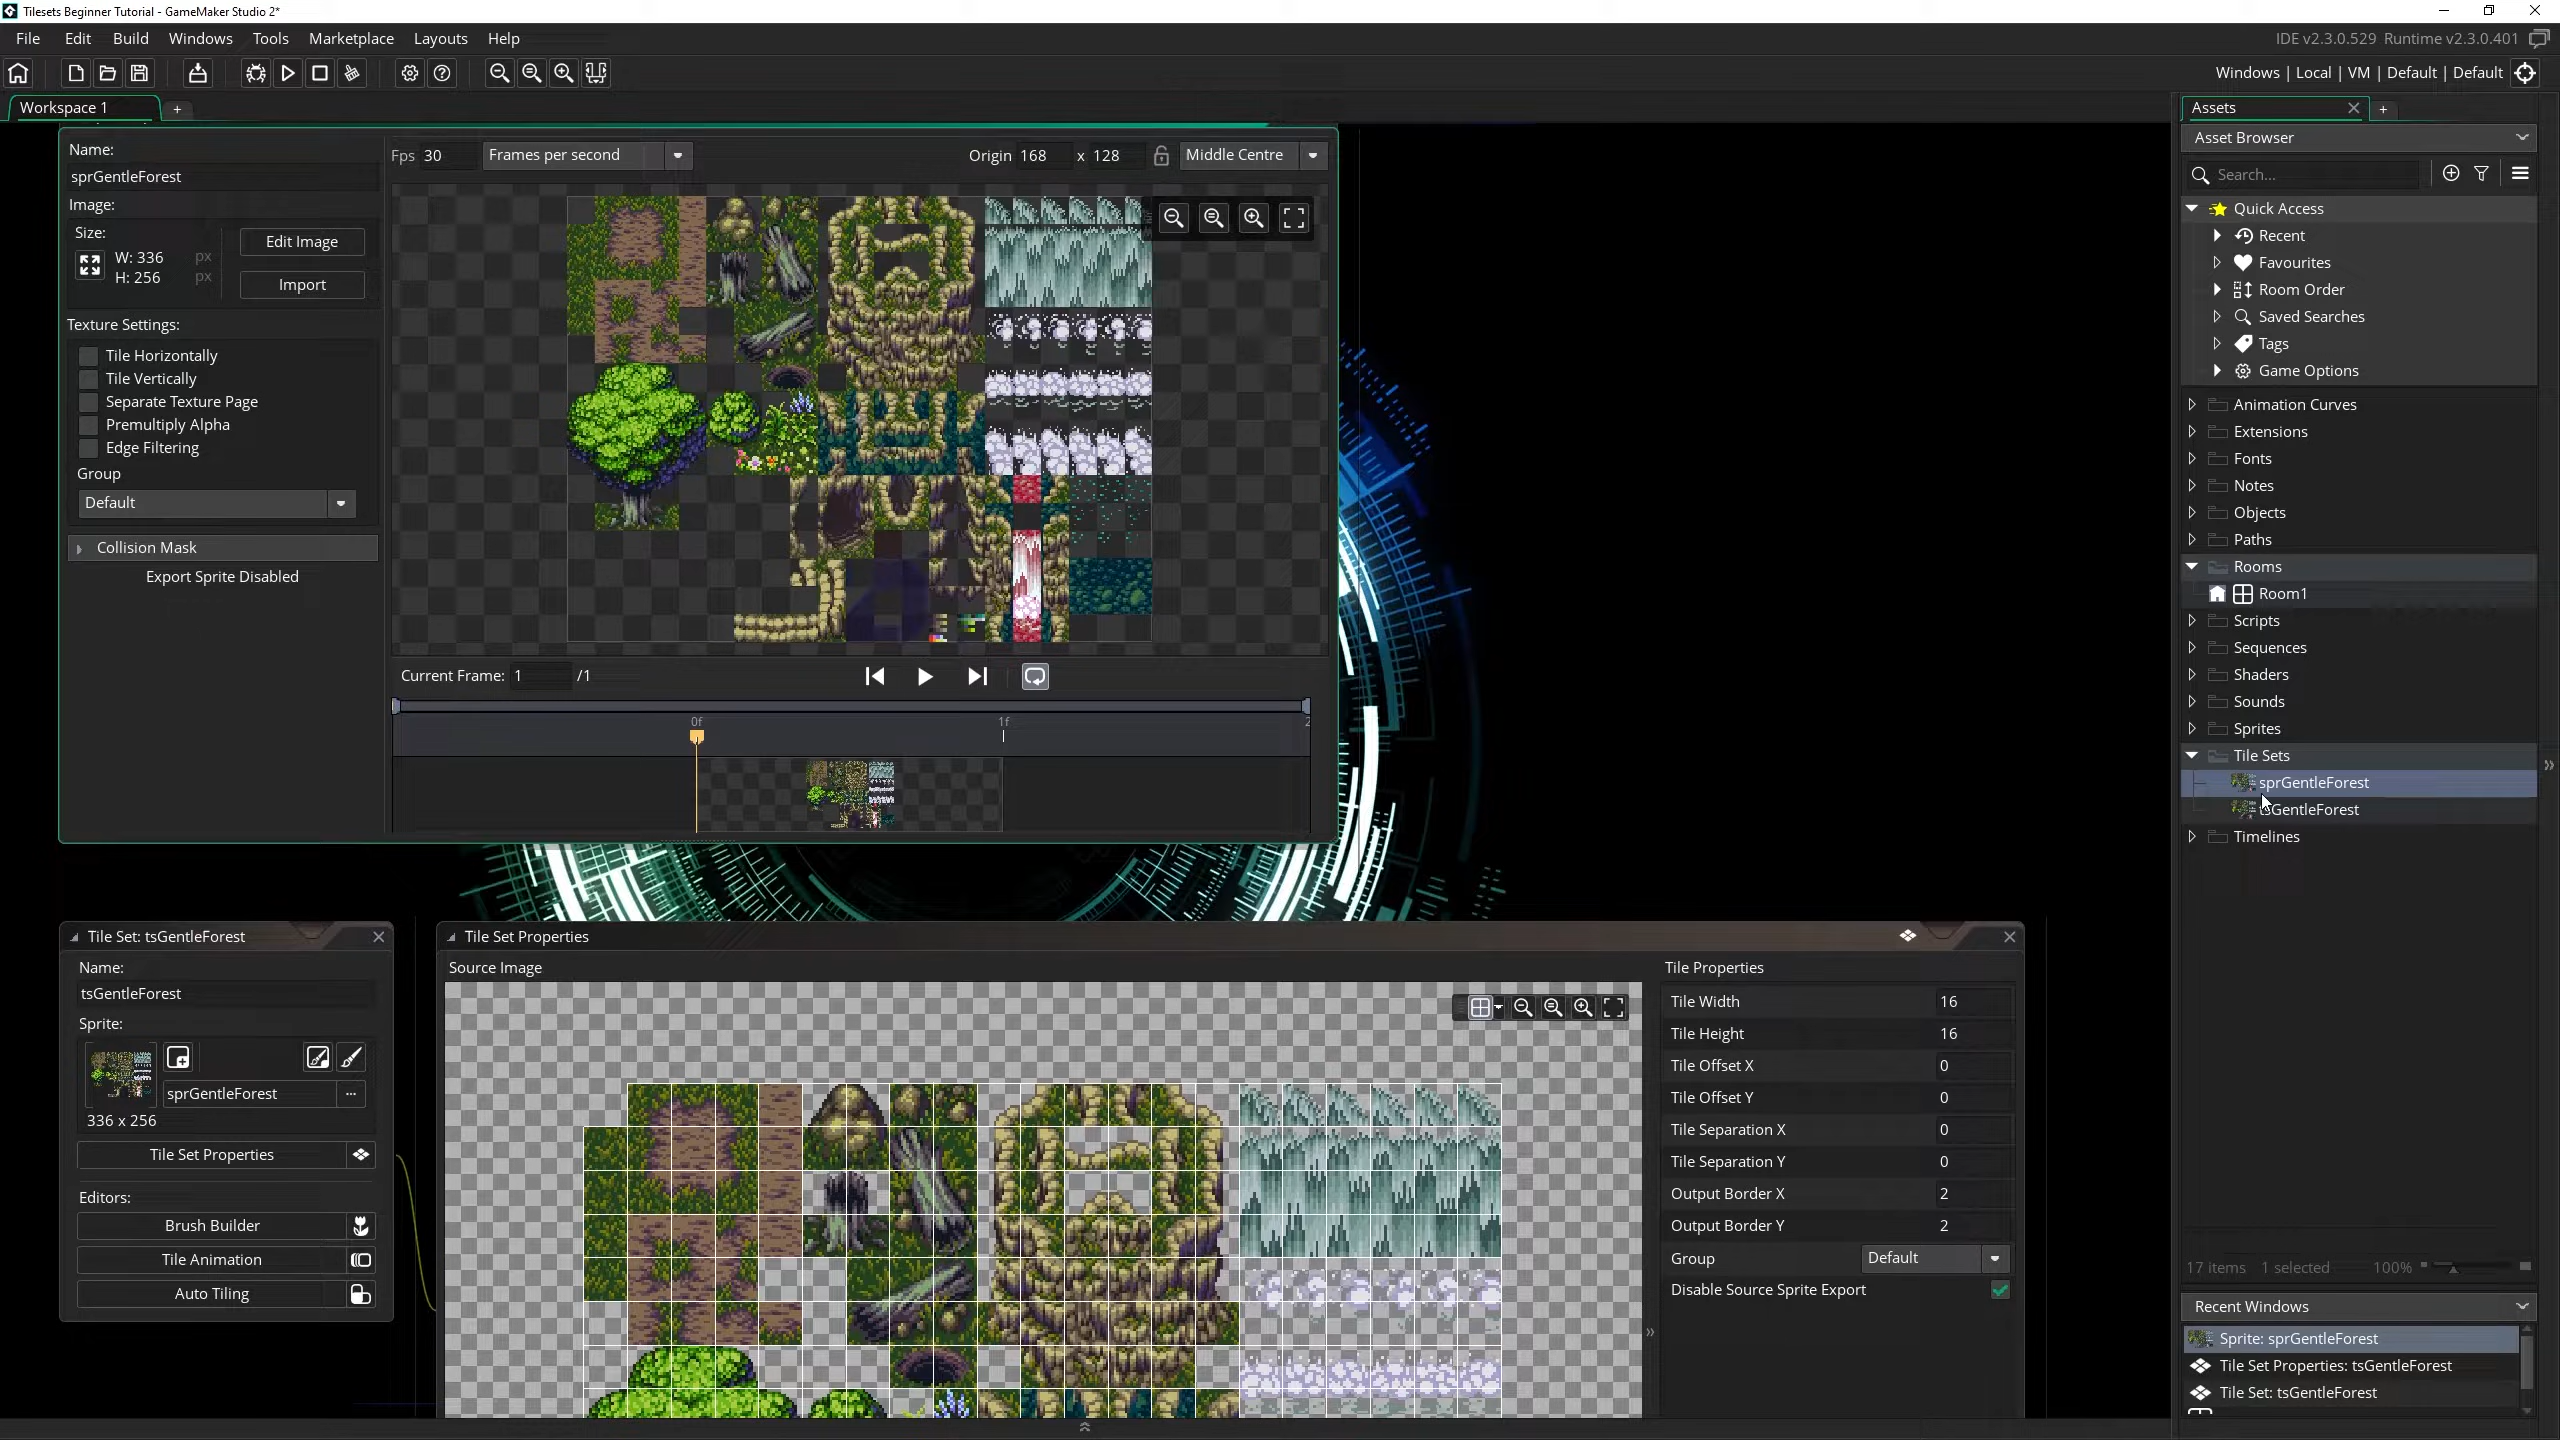 Tilesets Beginner Tutorial - GameMaker Studio 2*
File Edit Build Windows Tools Marketplace Layouts Help
IDE v2.3.0.529 Runtime v2.3.0.401
Windows | Local | VM | Default | Default
Workspace 1
+
Name:
sprGentleForest
Image:
Size:
W: 336 px
H: 256 px
Edit Image
Import
Texture Settings:
Tile Horizontally
Tile Vertically
Separate Texture Page
Premultiply Alpha
Edge Filtering
Group
Default
Collision Mask
Export Sprite Disabled
Fps 30 Frames per second
Origin 168 x 128 Middle Centre
Current Frame: 1 /1
0f 1f 2
Tile Set: tsGentleForest
Name:
tsGentleForest
Sprite:
sprGentleForest ...
336 x 256
Tile Set Properties
Editors:
Brush Builder
Tile Animation
Auto Tiling
Tile Set Properties
Source Image
Tile Properties
Tile Width 16
Tile Height 16
Tile Offset X 0
Tile Offset Y 0
Tile Separation X 0
Tile Separation Y 0
Output Border X 2
Output Border Y 2
Group Default
Disable Source Sprite Export
Assets
+
Asset Browser
Search...
Quick Access
Recent
Favourites
Room Order
Saved Searches
Tags
Game Options
Animation Curves
Extensions
Fonts
Notes
Objects
Paths
Rooms
Room1
Scripts
Sequences
Shaders
Sounds
Sprites
Tile Sets
sprGentleForest
tsGentleForest
Timelines
17 items 1 selected 100%
Recent Windows
Sprite: sprGentleForest
Tile Set Properties: tsGentleForest
Tile Set: tsGentleForest